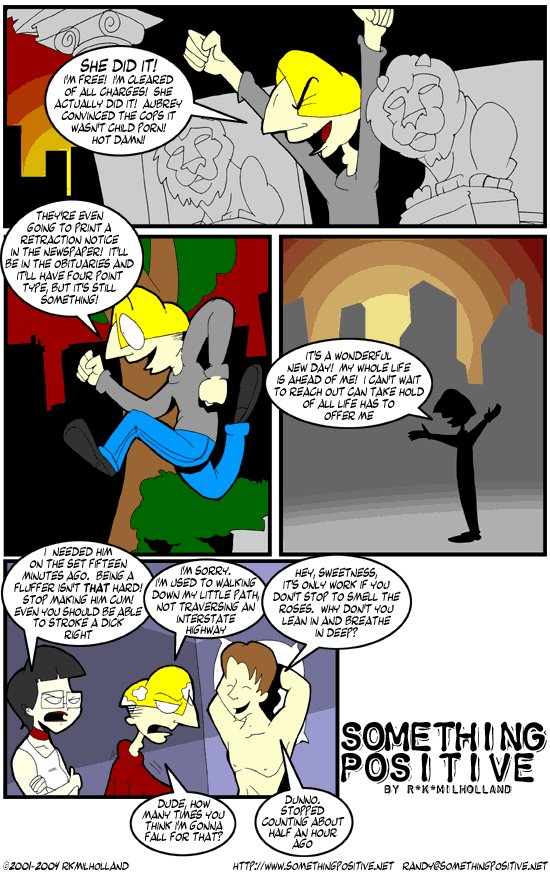 SHE DID IT!
I'M FREE! I'M CLEARED
OF ALL CHARGES! SHE
ACTUALLY DID IT! AUBREY
CONVINCED THE COPS IT
WASN'T CHILD PORN!
HOT DAMN!
THEY'RE EVEN
GOING TO PRINT A
RETRACTION NOTICE
IN THE NEWSPAPER! IT'LL
BE IN THE OBITUARIES AND
IT'LL HAVE FOUR POINT
TYPE, BUT IT'S STILL
SOMETHING!
IT'S A WONDERFUL
NEW DAY! MY WHOLE LIFE
IS AHEAD OF ME! I CAN'T WAIT
TO REACH OUT CAN TAKE HOLD
OF ALL LIFE HAS TO
OFFER ME
I NEEDED HIM
ON THE SET FIFTEEN
MINUTES AGO. BEING A
FLUFFER ISN'T THAT HARD!
STOP MAKING HIM CUM!
EVEN YOU SHOULD BE ABLE
TO STROKE A DICK
RIGHT
I'M SORRY.
I'M USED TO WALKING
DOWN MY LITTLE PATH,
NOT TRAVERSING AN
INTERSTATE
HIGHWAY
HEY, SWEETNESS,
IT'S ONLY WORK IF YOU
DON'T STOP TO SMELL THE
ROSES. WHY DON'T YOU
LEAN IN AND BREATHE
IN DEEP?
DUDE, HOW
MANY TIMES YOU
THINK I'M GONNA
FALL FOR THAT?
DUNNO.
STOPPED
COUNTING ABOUT
HALF AN HOUR
AGO
SOMETHING
POSITIVE
BY R*K*MILHOLLAND
©2001-2004 RKMILHOLLAND HTTP://WWW.SOMETHINGPOSITIVE.NET RANDY@SOMETHINGPOSITIVE.NET